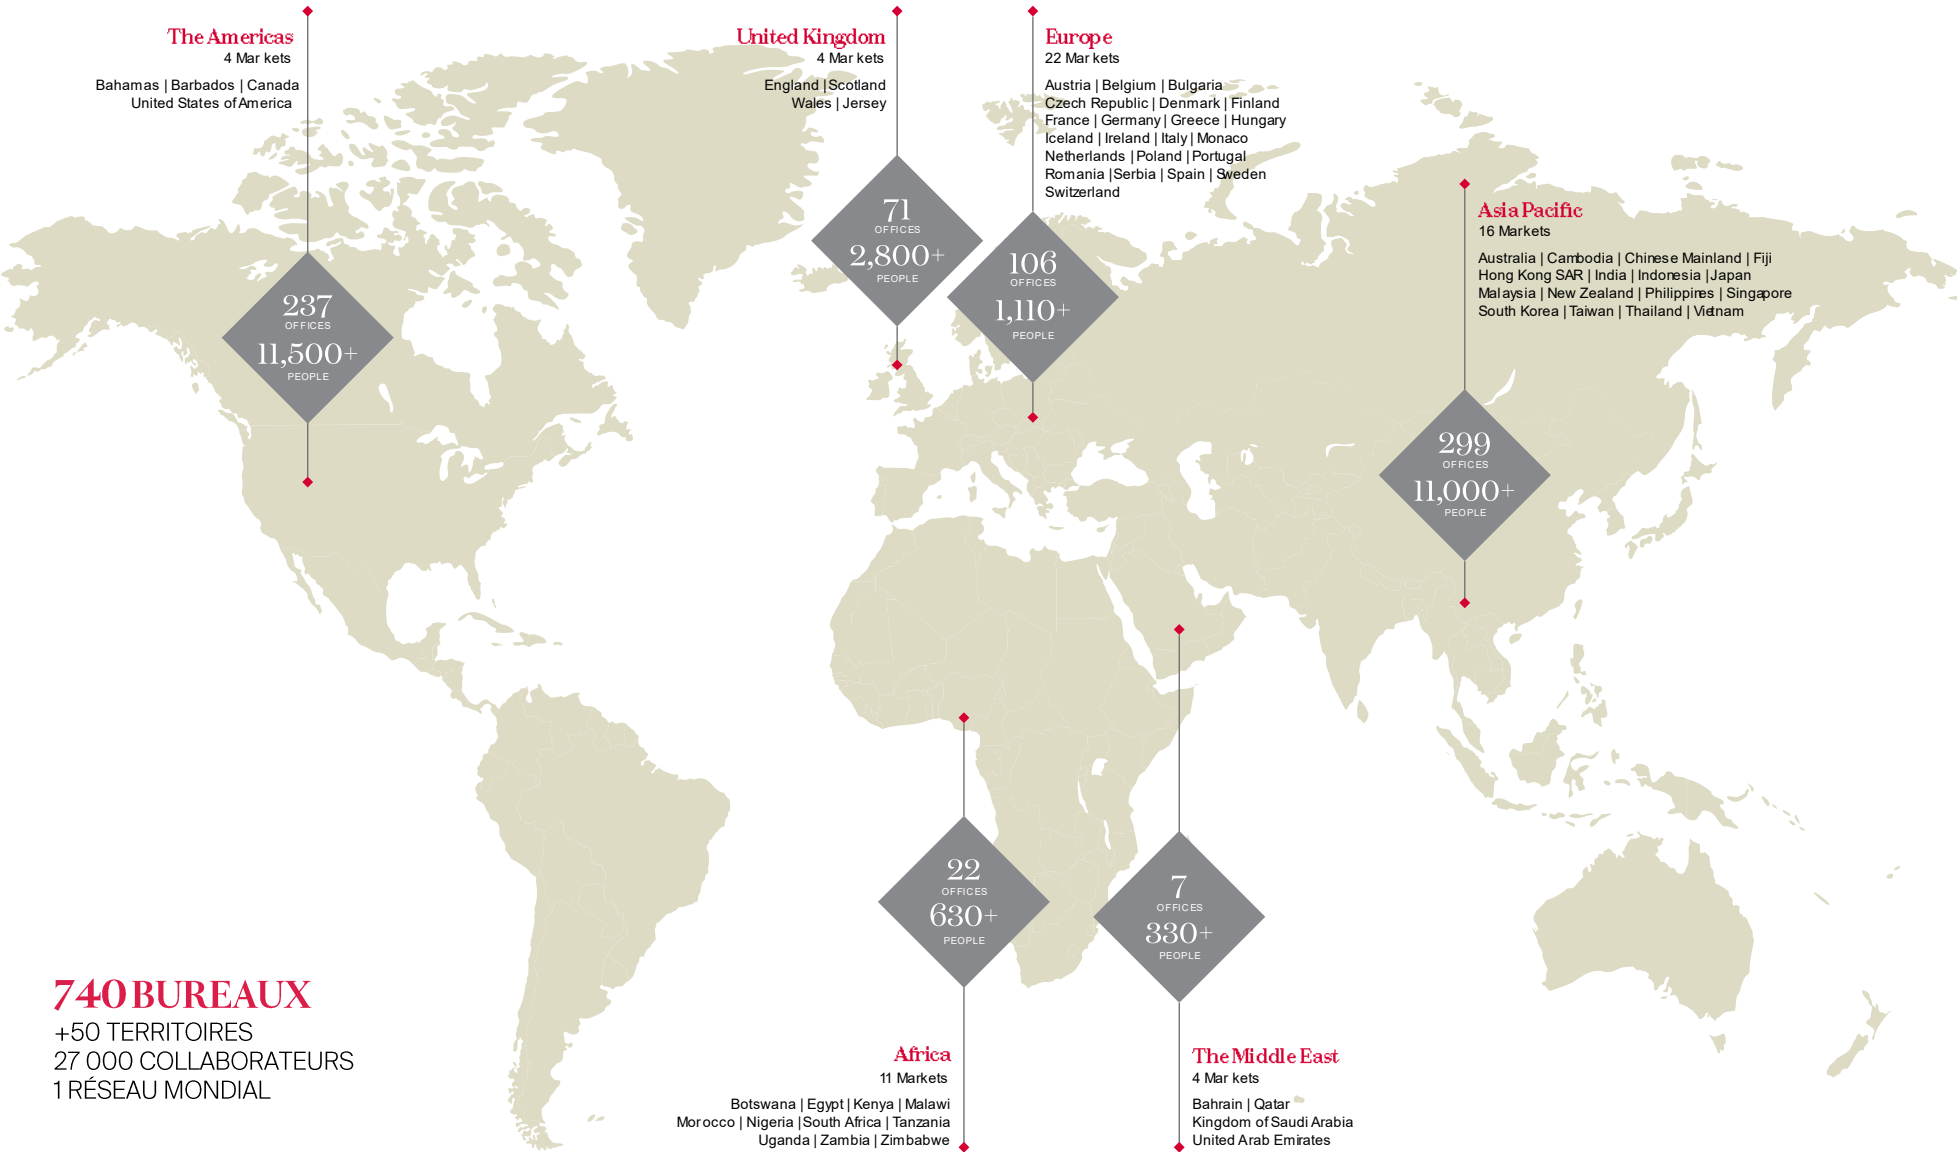 The Americas
4 Markets
Bahamas | Barbados | Canada
United States of America
237
OFFICES
11,500+
PEOPLE
United Kingdom
4 Markets
England | Scotland
Wales | Jersey
71
OFFICES
2,800+
PEOPLE
Europe
22 Markets
Austria | Belgium | Bulgaria
Czech Republic | Denmark | Finland
France | Germany | Greece | Hungary
Iceland | Ireland | Italy | Monaco
Netherlands | Poland | Portugal
Romania | Serbia | Spain | Sweden
Switzerland
106
OFFICES
1,110+
PEOPLE
Asia Pacific
16 Markets
Australia | Cambodia | Chinese Mainland | Fiji
Hong Kong SAR | India | Indonesia | Japan
Malaysia | New Zealand | Philippines | Singapore
South Korea | Taiwan | Thailand | Vietnam
299
OFFICES
11,000+
PEOPLE
22
OFFICES
630+
PEOPLE
Africa
11 Markets
Botswana | Egypt | Kenya | Malawi
Morocco | Nigeria | South Africa | Tanzania
Uganda | Zambia | Zimbabwe
7
OFFICES
330+
PEOPLE
The Middle East
4 Markets
Bahrain | Qatar
Kingdom of Saudi Arabia
United Arab Emirates
740 BUREAUX
+50 TERRITOIRES
27 000 COLLABORATEURS
1 RÉSEAU MONDIAL